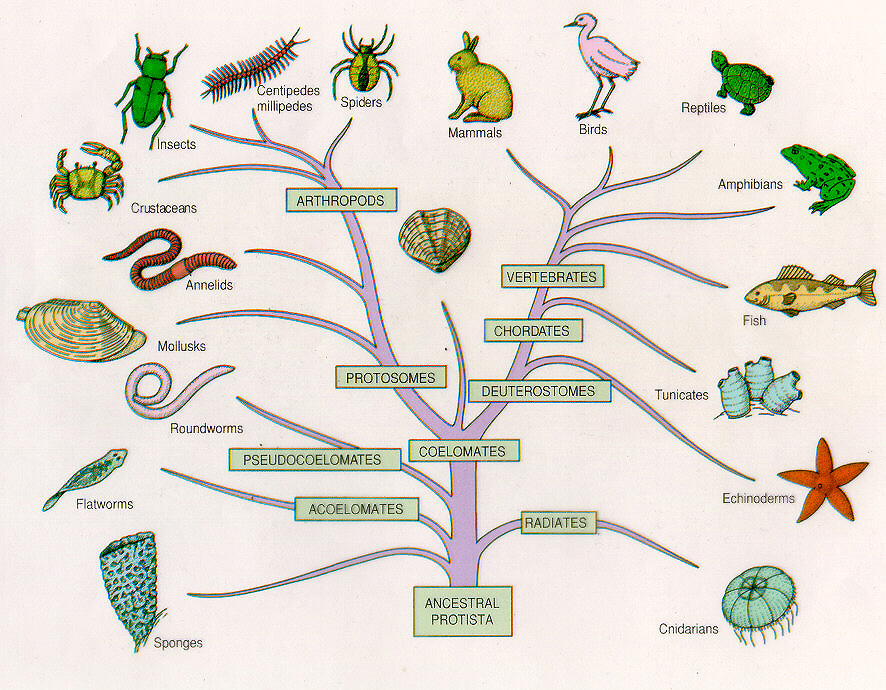 Centipedes
millipedes
Spiders
Mammals
Birds
Reptiles
Insects
Crustaceans
ARTHROPODS
Amphibians
Annelids
VERTEBRATES
Fish
Mollusks
CHORDATES
PROTOSOMES
DEUTEROSTOMES
Tunicates
Roundworms
COELOMATES
PSEUDOCOELOMATES
Flatworms
ACOELOMATES
RADIATES
Echinoderms
ANCESTRAL
PROTISTA
Sponges
Cnidarians